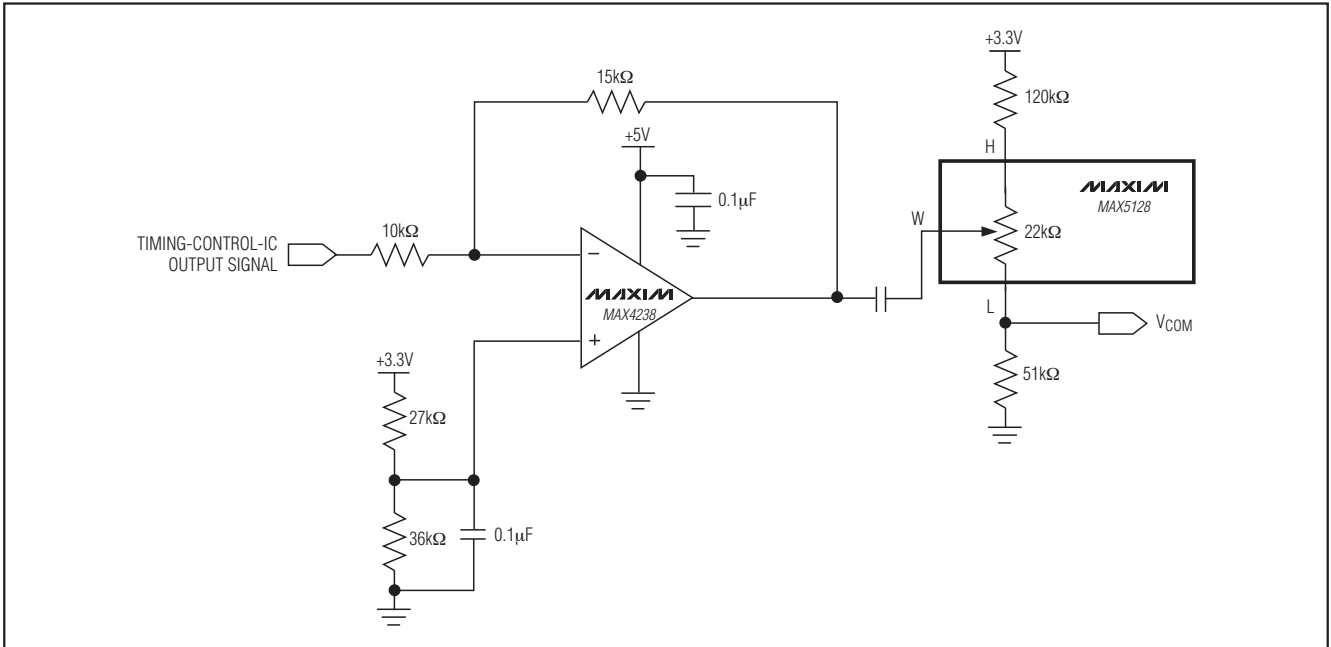 15kΩ
+5V
0.1µF
10kΩ
TIMING-CONTROL-IC
OUTPUT SIGNAL
−
MAXIM
MAX4238
+
+3.3V
27kΩ
36kΩ
0.1µF
+3.3V
120kΩ
H
MAXIM
MAX5128
W
22kΩ
L
VCOM
51kΩ